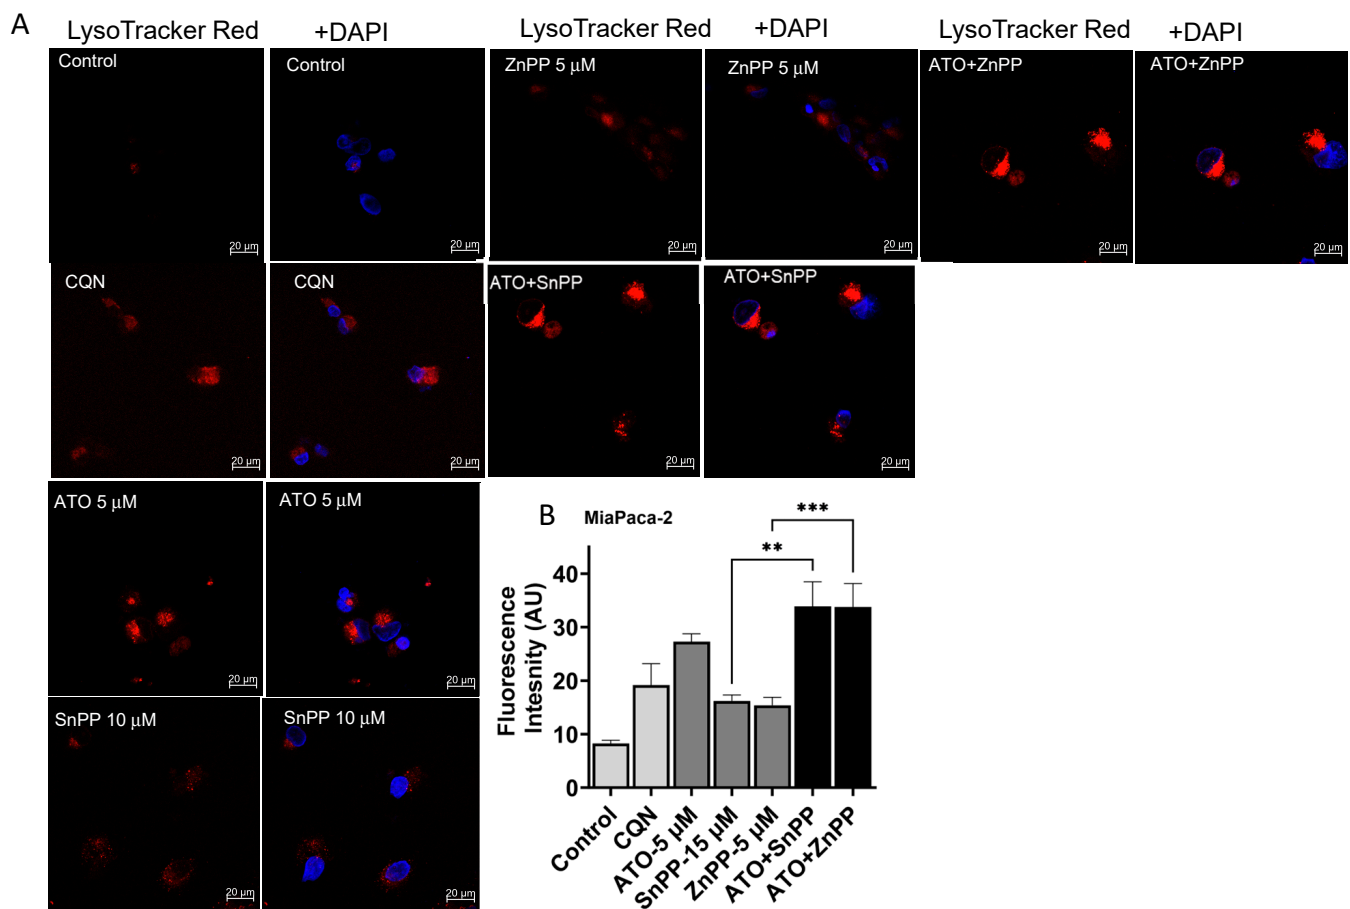 A
LysoTracker Red +DAPI LysoTracker Red +DAPI LysoTracker Red +DAPI
Control Control ZnPP 5 μM ZnPP 5 μM ATO+ZnPP ATO+ZnPP
20 μm 20 μm 20 μm 20 μm 20 μm 20 μm
CQN CQN ATO+SnPP ATO+SnPP
20 μm 20 μm 20 μm 20 μm
ATO 5 μM ATO 5 μM
20 μm 20 μm
SnPP 10 μM SnPP 10 μM
20 μm 20 μm
B MiaPaca-2
***
**
Fluorescence
Intesnity (AU)
40
30
20
10
0
Control
CQN
ATO-5 μM
SnPP-15 μM
ZnPP-5 μM
ATO+SnPP
ATO+ZnPP